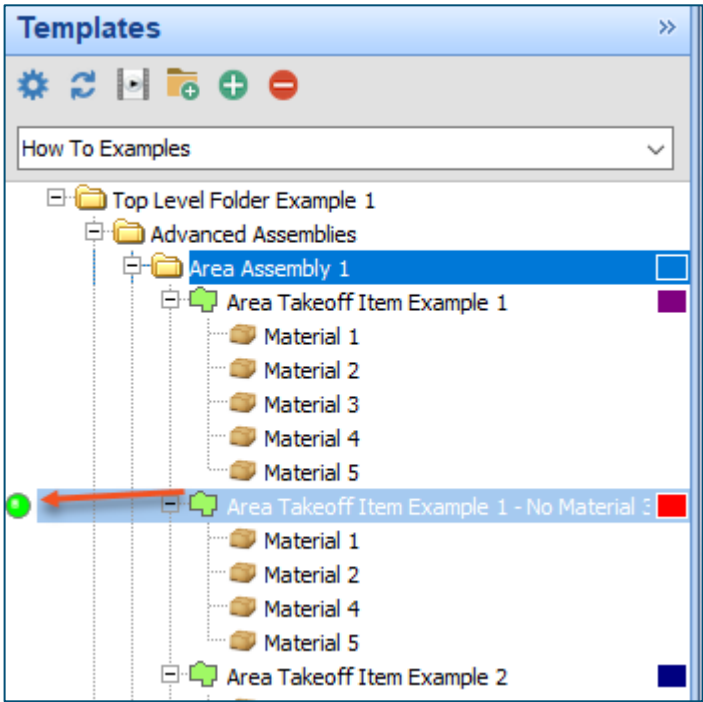 Templates
How To Examples
Top Level Folder Example 1
Advanced Assemblies
Area Assembly 1
Area Takeoff Item Example 1
Material 1
Material 2
Material 3
Material 4
Material 5
Area Takeoff Item Example 1 - No Material 3
Material 1
Material 2
Material 4
Material 5
Area Takeoff Item Example 2